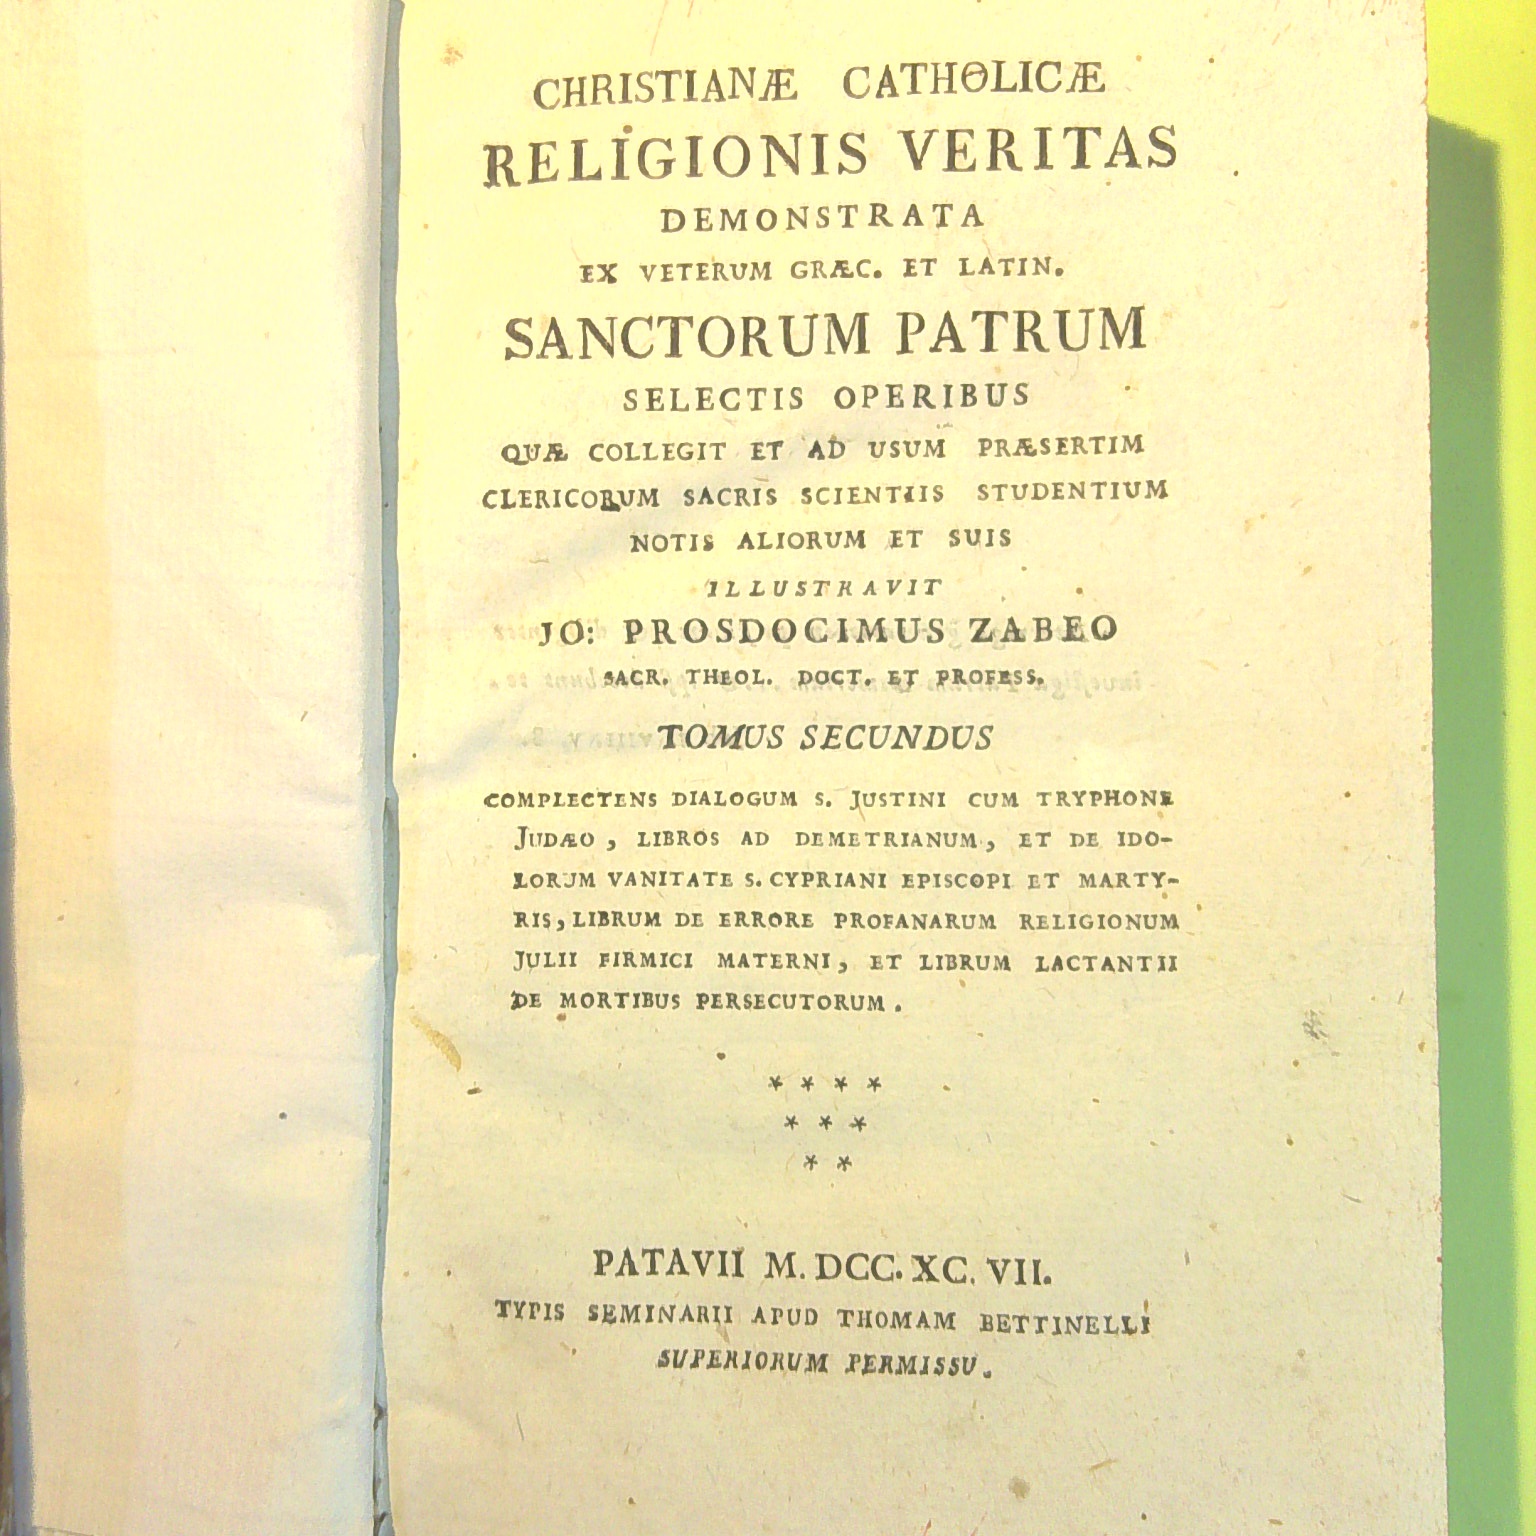 CHRISTIANÆ CATHOLICÆ
RELIGIONIS VERITAS
DEMONSTRATA
EX VETERUM GRÆC. ET LATIN.
SANCTORUM PATRUM
SELECTIS OPERIBUS
QUÆ COLLEGIT ET AD USUM PRÆSERTIM
CLERICORUM SACRIS SCIENTIIS STUDENTIUM
NOTIS ALIORUM ET SUIS
ILLUSTRAVIT
JO: PROSDOCIMUS ZABEO
SACR. THEOL. DOCT. ET PROFESS.
TOMUS SECUNDUS
COMPLECTENS DIALOGUM S. JUSTINI CUM TRYPHONE
JUDÆO, LIBROS AD DEMETRIANUM, ET DE IDO-
LORUM VANITATE S. CYPRIANI EPISCOPI ET MARTY-
RIS, LIBRUM DE ERRORE PROFANARUM RELIGIONUM
JULII FIRMICI MATERNI, ET LIBRUM LACTANTII
DE MORTIBUS PERSECUTORUM.
* * * *
* * *
* *
PATAVII M. DCC. XC. VII.
TYPIS SEMINARII APUD THOMAM BETTINELLI
SUPERIORUM PERMISSU.